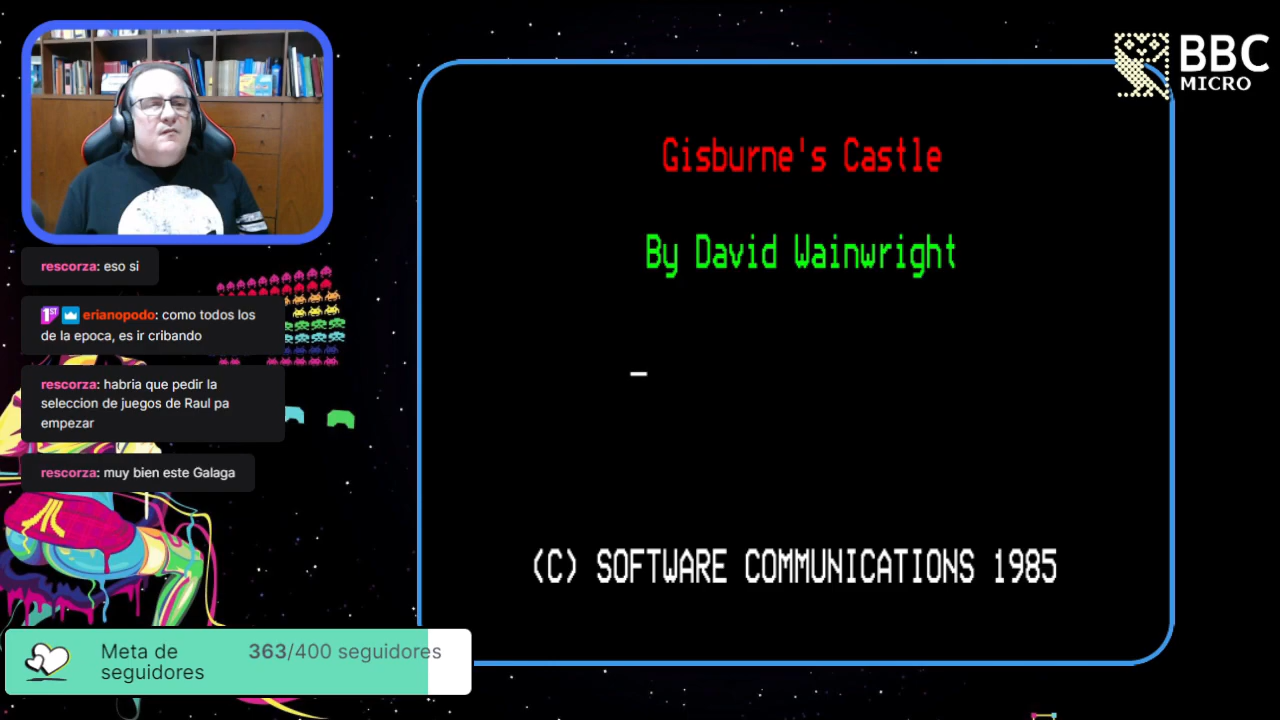 BBC
MICRO
Gisburne's Castle
By David Wainwright
(C) SOFTWARE COMMUNICATIONS 1985
rescorza: eso si
1ST erianopodo: como todos los
de la epoca, es ir cribando
rescorza: habria que pedir la
seleccion de juegos de Raul pa
empezar
rescorza: muy bien este Galaga
Meta de
seguidores
363/400 seguidores